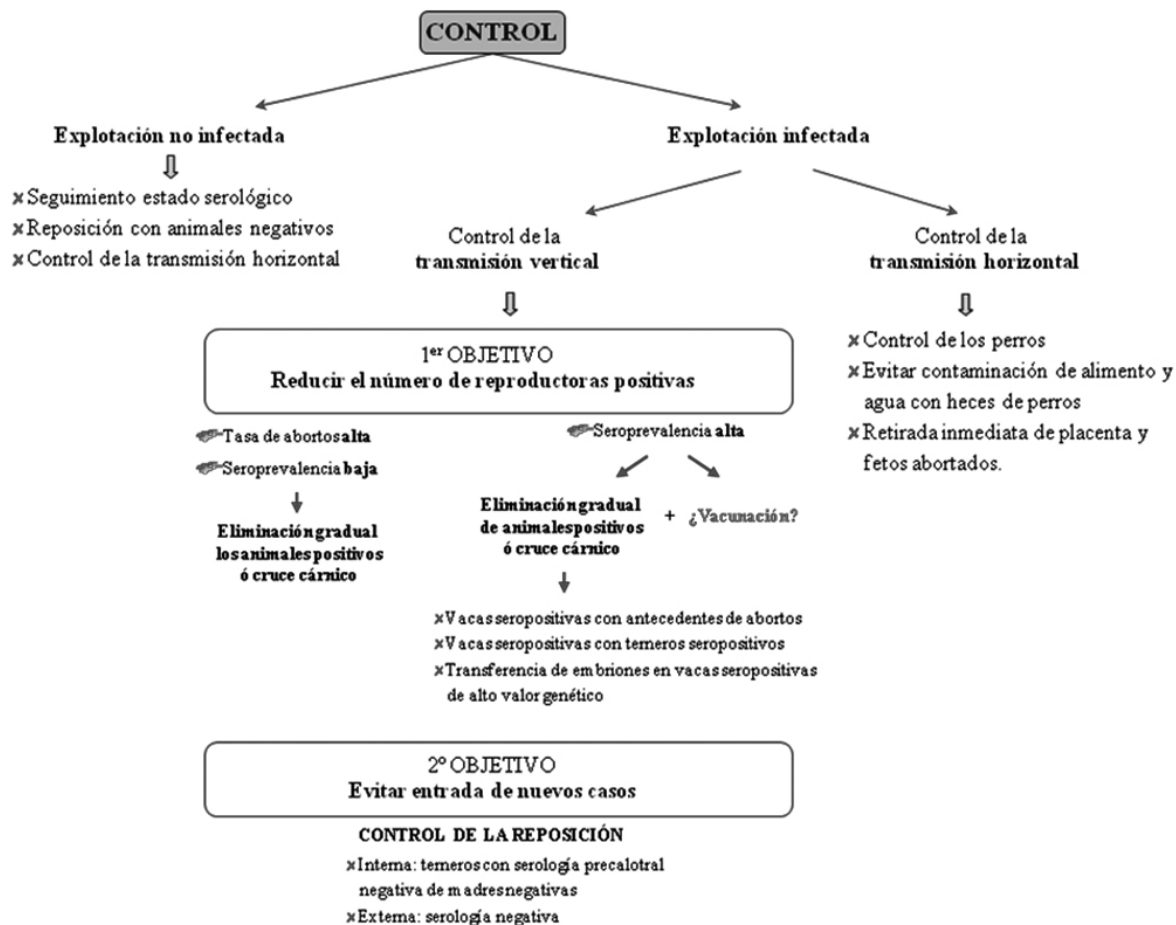 CONTROL
Explotación no infectada
× Seguimiento estado serológico
× Reposición con animales negativos
× Control de la transmisión horizontal
Explotación infectada
Control de la
transmisión vertical
1er OBJETIVO
Reducir el número de reproductoras positivas
Tasa de abortos alta
Seroprevalencia baja
Eliminación gradual
los animales positivos
ó cruce cárnico
Seroprevalencia alta
Eliminación gradual
de animales positivos
ó cruce cárnico
+ ¿Vacunación?
× Vacas seropositivas con antecedentes de abortos
× Vacas seropositivas con terneros seropositivos
× Transferencia de embriones en vacas seropositivas
de alto valor genético
2º OBJETIVO
Evitar entrada de nuevos casos
CONTROL DE LA REPOSICIÓN
× Interna: terneros con serología precalotral
negativa de madres negativas
× Externa: serología negativa
Control de la
transmisión horizontal
× Control de los perros
× Evitar contaminación de alimento y
agua con heces de perros
× Retirada inmediata de placenta y
fetos abortados.